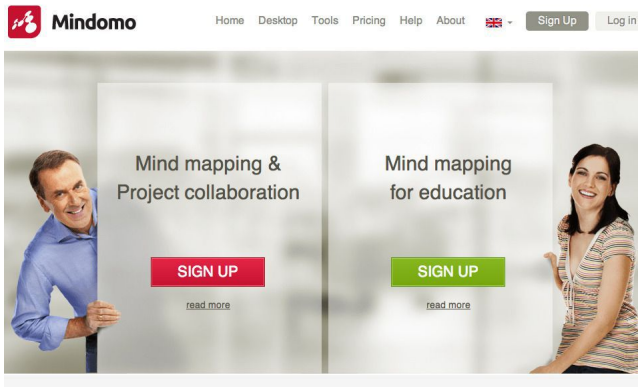 Mindomo
Home Desktop Tools Pricing Help About Sign Up Log in
Mind mapping &
Project collaboration
SIGN UP
read more
Mind mapping
for education
SIGN UP
read more